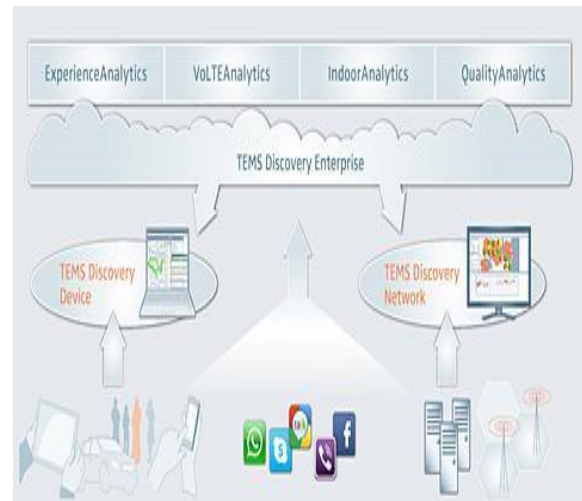 ExperienceAnalytics
VoLTEAnalytics
IndoorAnalytics
QualityAnalytics
TEMS Discovery Enterprise
TEMS Discovery
Device
TEMS Discovery
Network